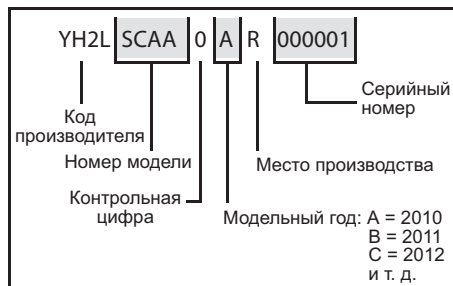 YH2L SCAA 0 A R 000001
Серийный
номер
Код
производителя
Номер модели
Место производства
Контрольная
цифра
Модельный год: A = 2010
B = 2011
C = 2012
и т. д.